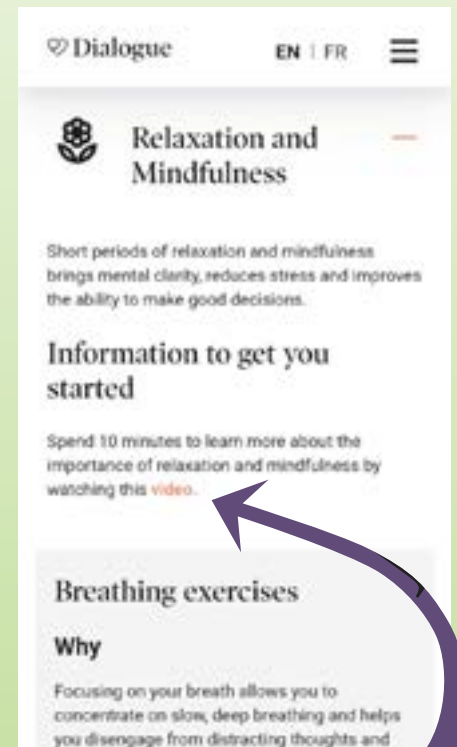 Dialogue EN | FR
Relaxation and
Mindfulness
Short periods of relaxation and mindfulness
brings mental clarity, reduces stress and improves
the ability to make good decisions.
Information to get you
started
Spend 10 minutes to learn more about the
importance of relaxation and mindfulness by
watching this video.
Breathing exercises
Why
Focusing on your breath allows you to
concentrate on slow, deep breathing and helps
you disengage from distracting thoughts and